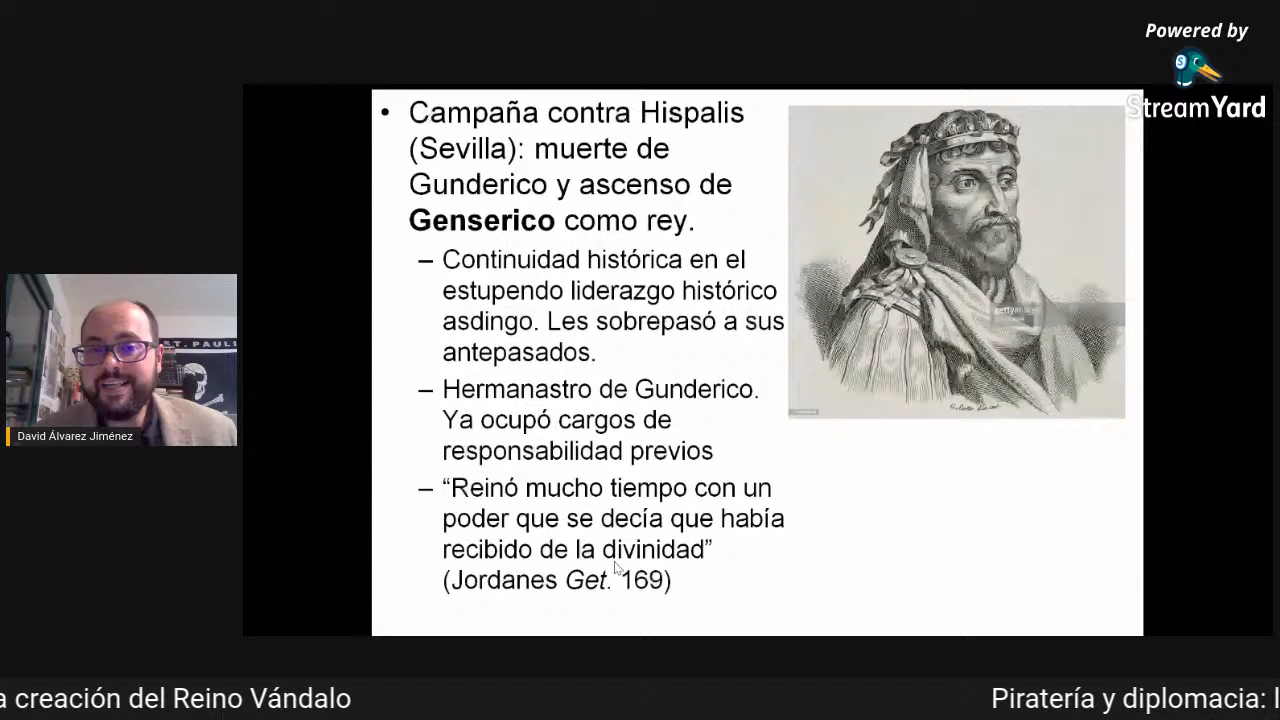 Powered by
StreamYard
• Campaña contra Hispalis
(Sevilla): muerte de
Gunderico y ascenso de
Genserico como rey.
– Continuidad histórica en el
estupendo liderazgo histórico
asdingo. Les sobrepasó a sus
antepasados.
– Hermanastro de Gunderico.
Ya ocupó cargos de
responsabilidad previos
– “Reinó mucho tiempo con un
poder que se decía que había
recibido de la divinidad”
(Jordanes Get. 169)
gettyimages
ST. PAULI
David Álvarez Jiménez
a creación del Reino Vándalo
Piratería y diplomacia: l